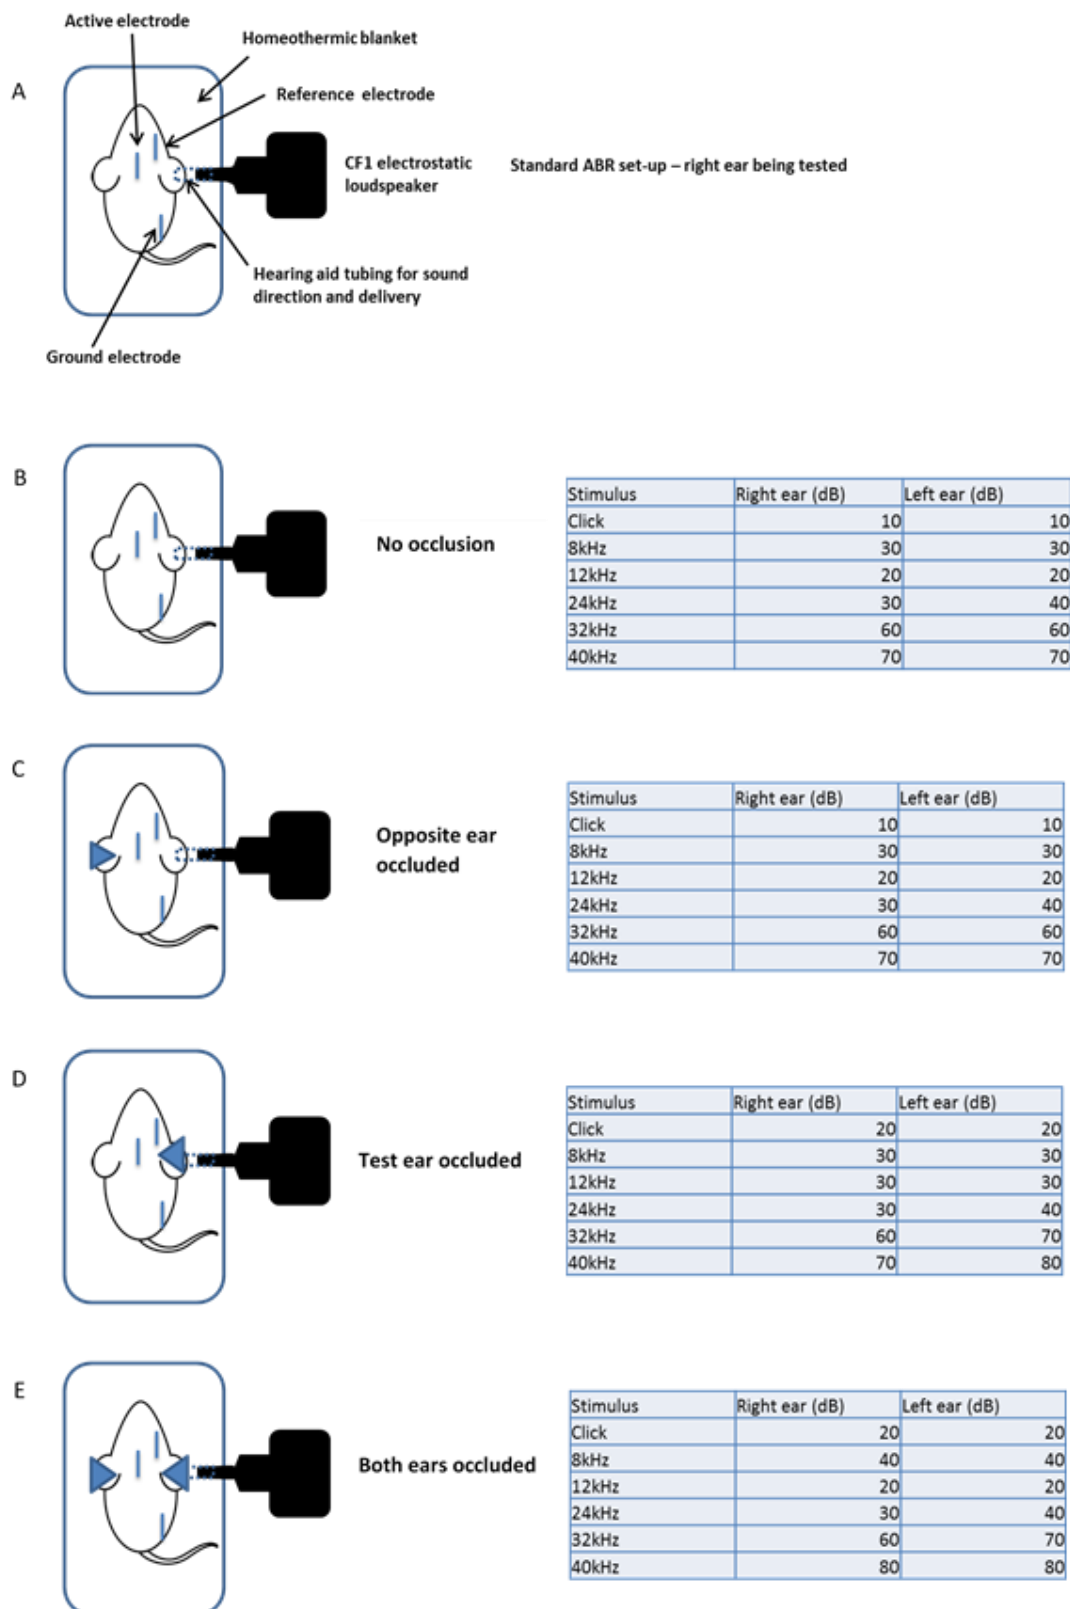 Active electrode
Homeothermic blanket
A
Reference electrode
CF1 electrostatic
loudspeaker
Standard ABR set-up – right ear being tested
Hearing aid tubing for sound
direction and delivery
Ground electrode
B
No occlusion
Stimulus Right ear (dB) Left ear (dB)
Click 10 10
8kHz 30 30
12kHz 20 20
24kHz 30 40
32kHz 60 60
40kHz 70 70
C
Opposite ear
occluded
Stimulus Right ear (dB) Left ear (dB)
Click 10 10
8kHz 30 30
12kHz 20 20
24kHz 30 40
32kHz 60 60
40kHz 70 70
D
Test ear occluded
Stimulus Right ear (dB) Left ear (dB)
Click 20 20
8kHz 30 30
12kHz 30 30
24kHz 30 40
32kHz 60 70
40kHz 70 80
E
Both ears occluded
Stimulus Right ear (dB) Left ear (dB)
Click 20 20
8kHz 40 40
12kHz 20 20
24kHz 30 40
32kHz 60 70
40kHz 80 80